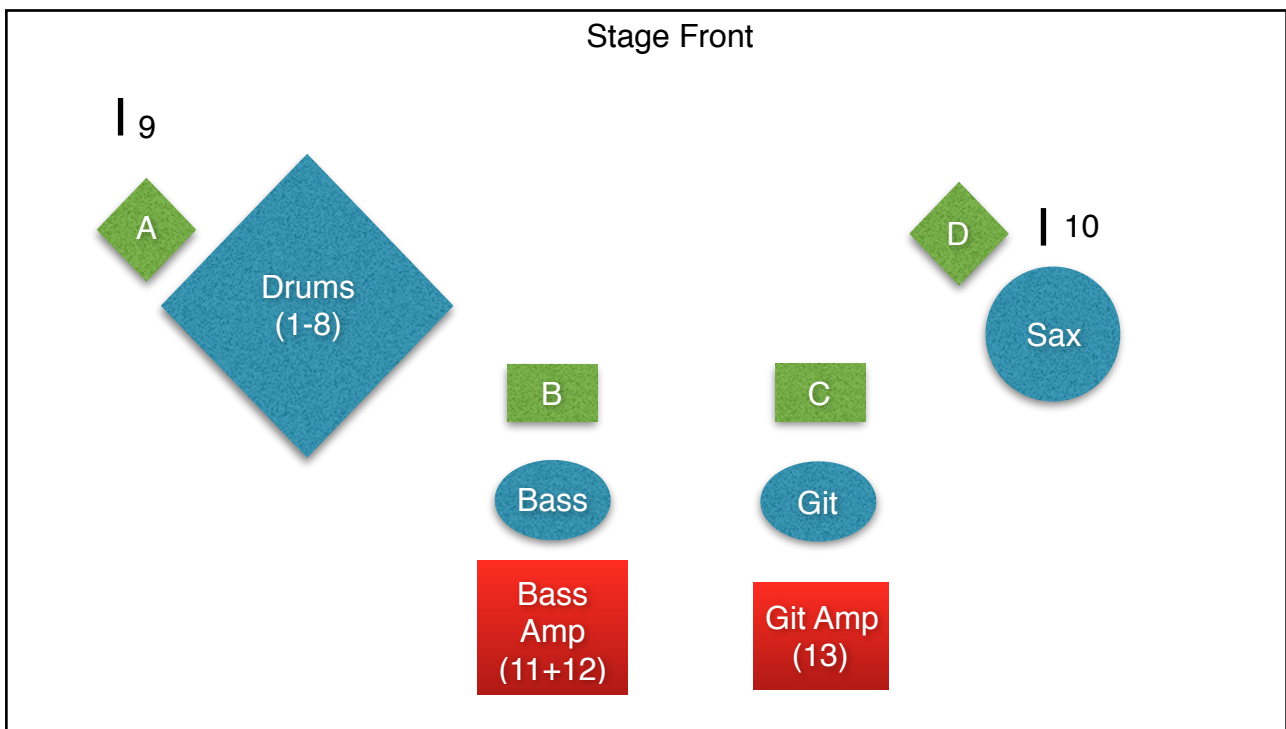 Stage Front
9
A
D
10
Drums
(1-8)
Sax
B
C
Bass
Git
Bass
Amp
(11+12)
Git Amp
(13)